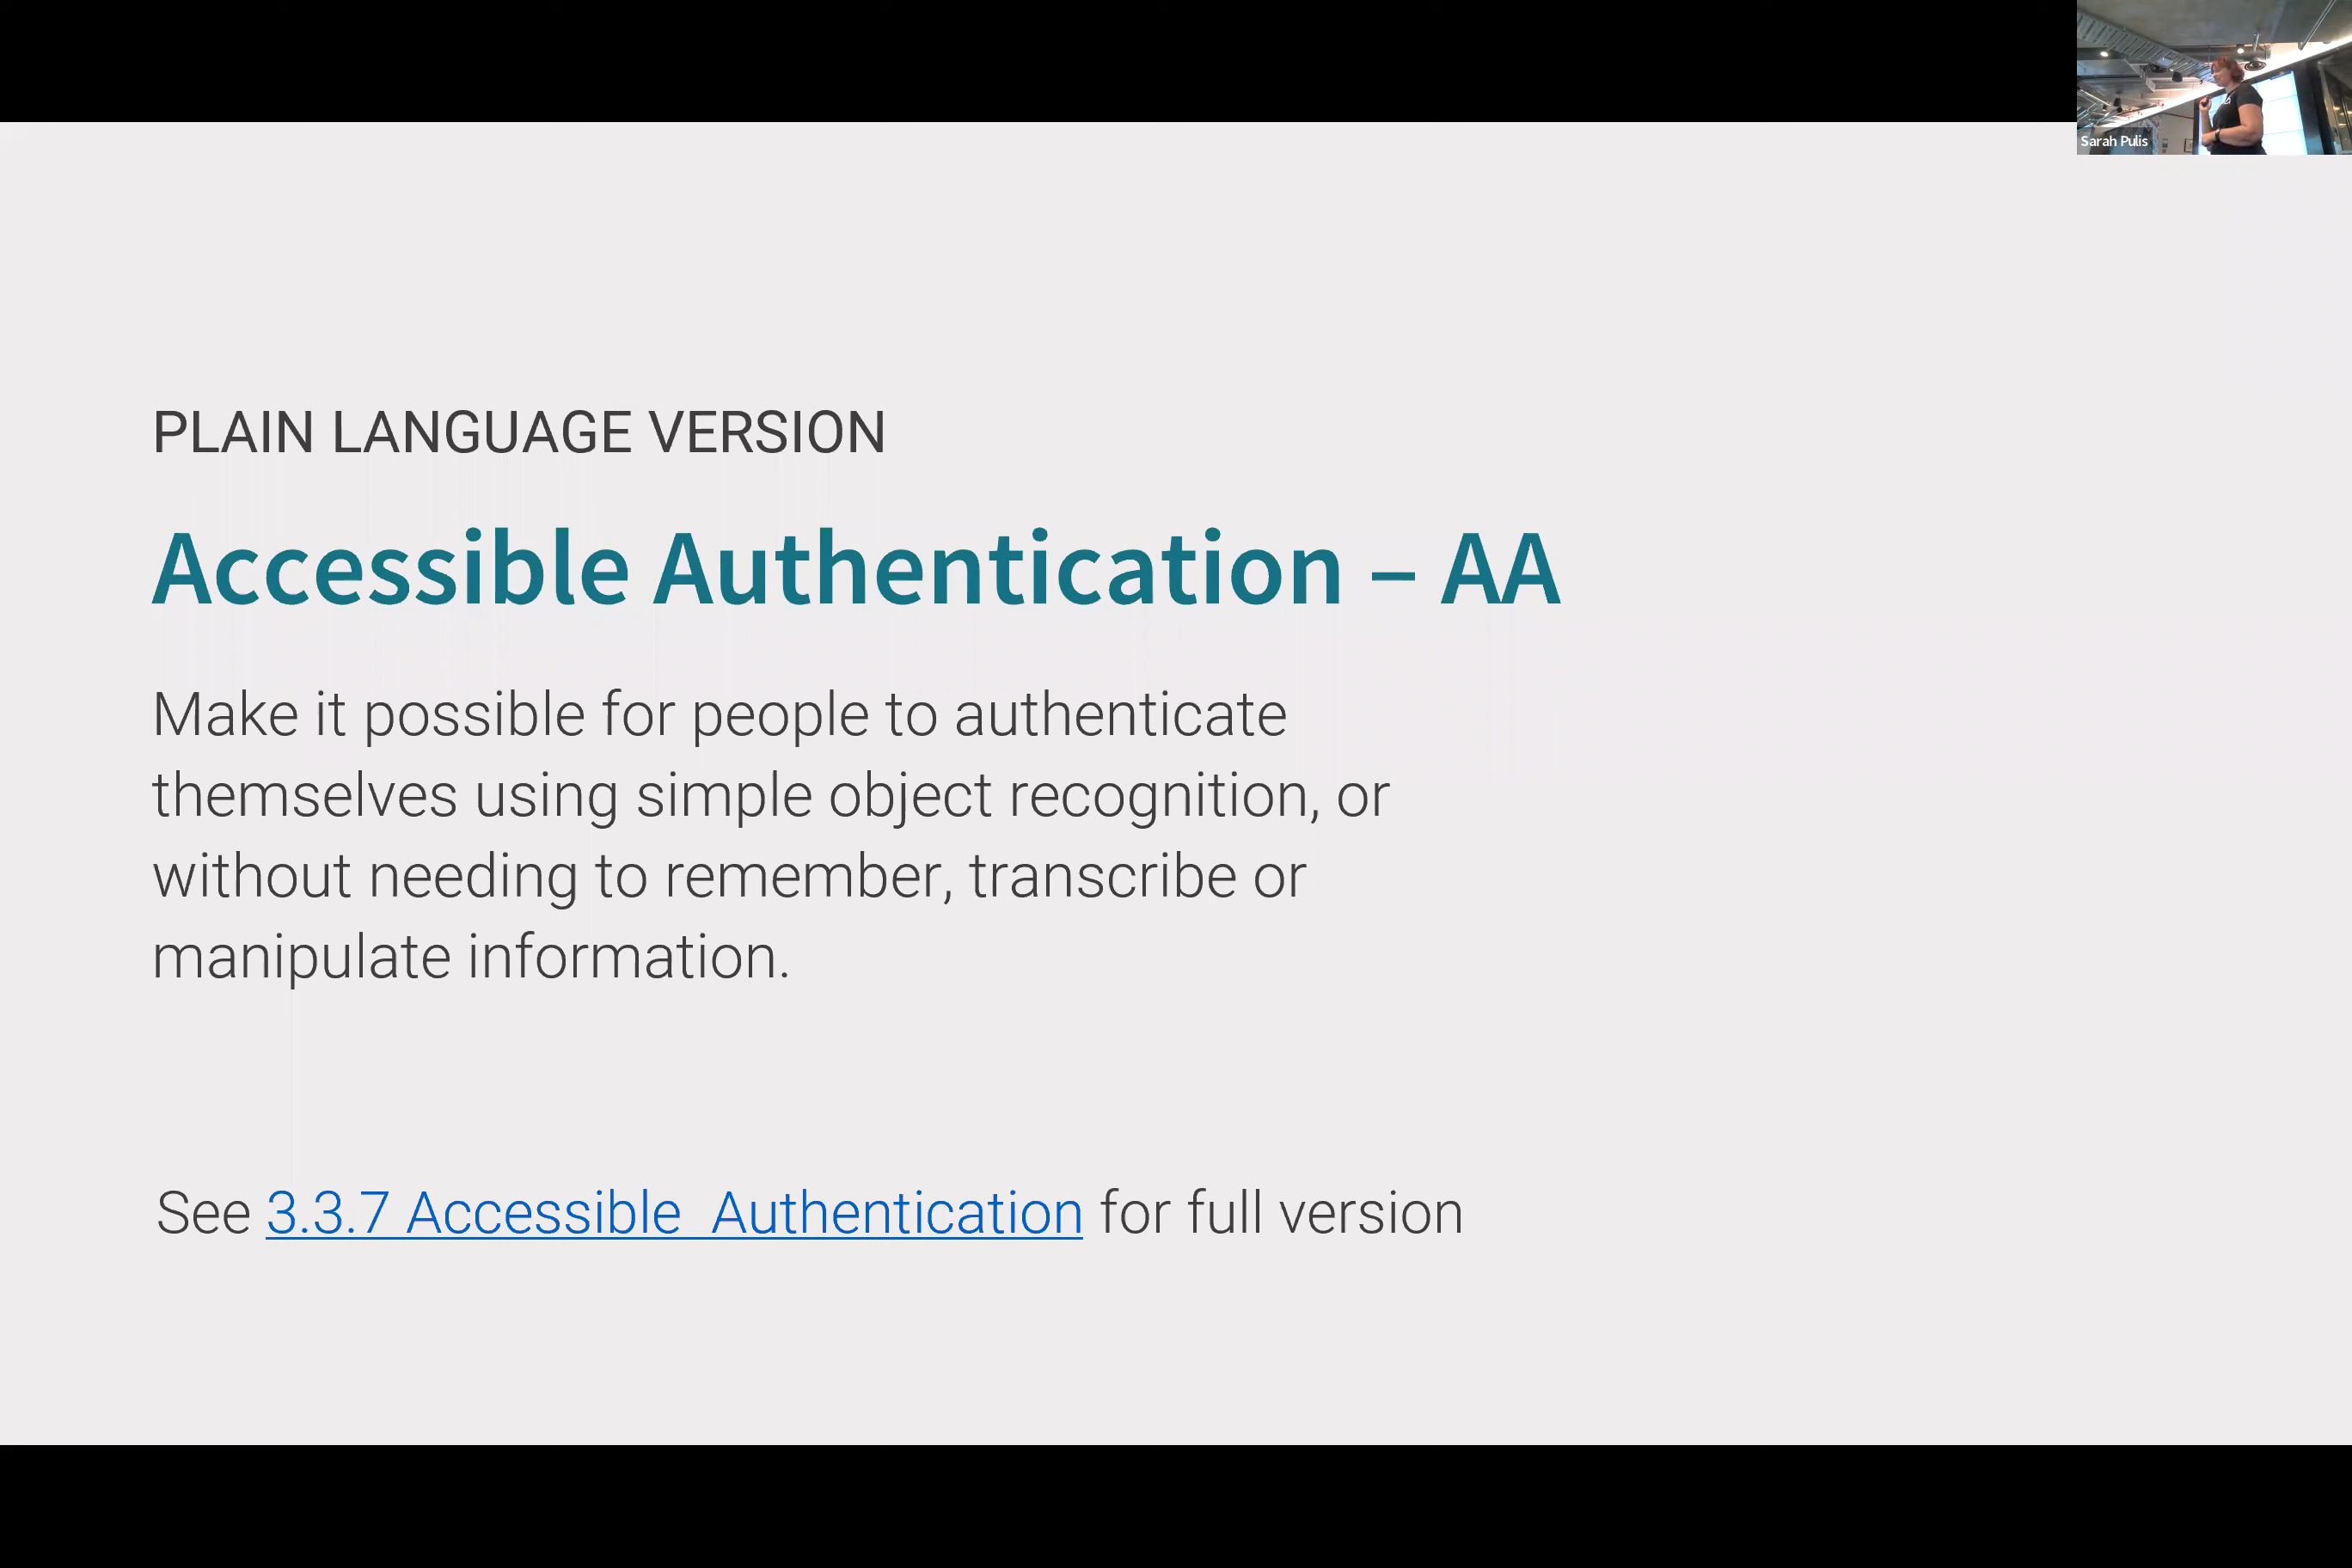 Sarah Pulis
PLAIN LANGUAGE VERSION
Accessible Authentication – AA
Make it possible for people to authenticate
themselves using simple object recognition, or
without needing to remember, transcribe or
manipulate information.
See 3.3.7 Accessible  Authentication for full version